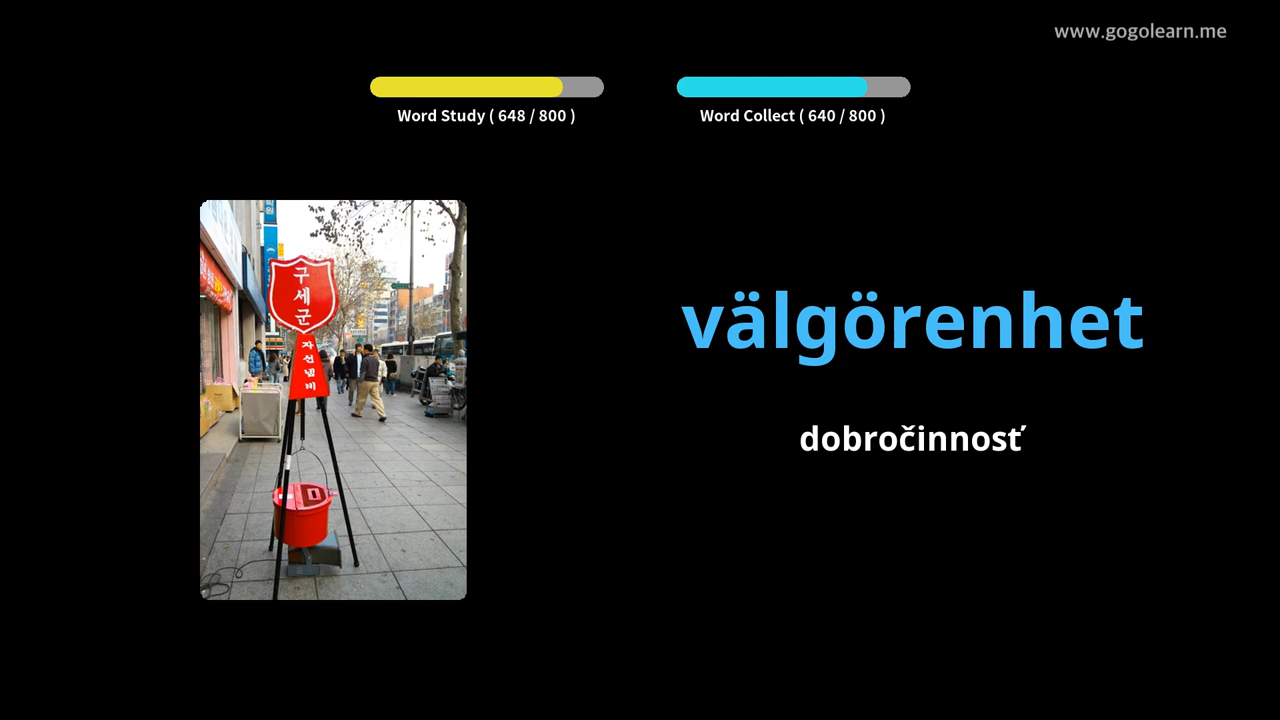 www.gogolearn.me
Word Study ( 648 / 800 )
Word Collect ( 640 / 800 )
구세군
자선냄비
välgörenhet
dobročinnosť